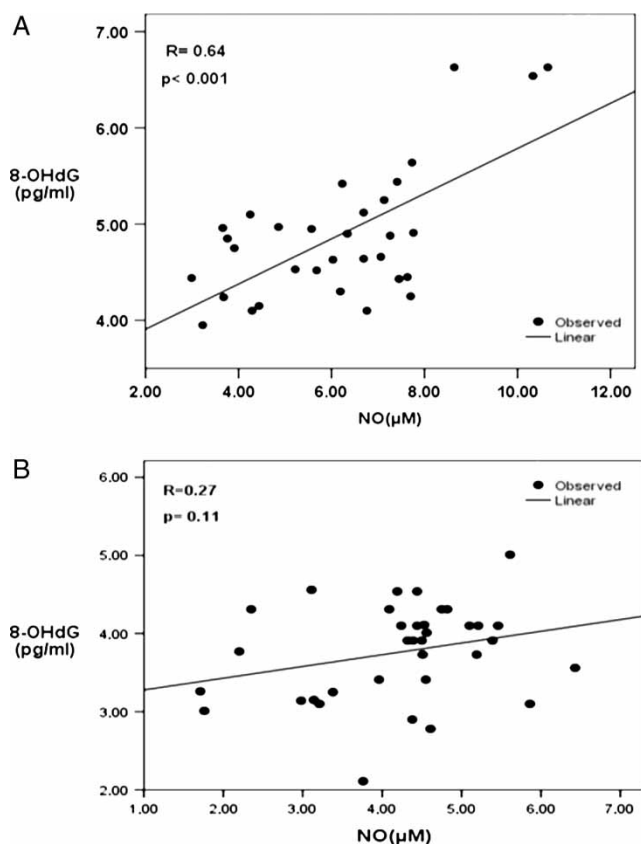 A
7.00
R= 0.64
p< 0.001
6.00
8-OHdG
(pg/ml)
5.00
4.00
Observed
Linear
2.00 4.00 6.00 8.00 10.00 12.00
NO(µM)
B
6.00
R=0.27
p= 0.11
Observed
Linear
5.00
8-OHdG
(pg/ml)
4.00
3.00
2.00
1.00 2.00 3.00 4.00 5.00 6.00 7.00
NO(µM)